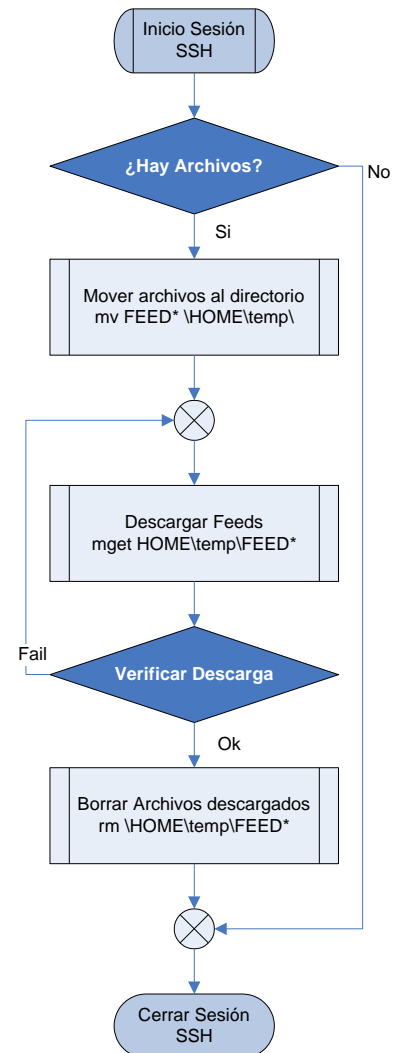 Inicio Sesión
SSH
¿Hay Archivos?
No
Si
Mover archivos al directorio
mv FEED* \HOME\temp\
Descargar Feeds
mget HOME\temp\FEED*
Fail
Verificar Descarga
Ok
Borrar Archivos descargados
rm \HOME\temp\FEED*
Cerrar Sesión
SSH